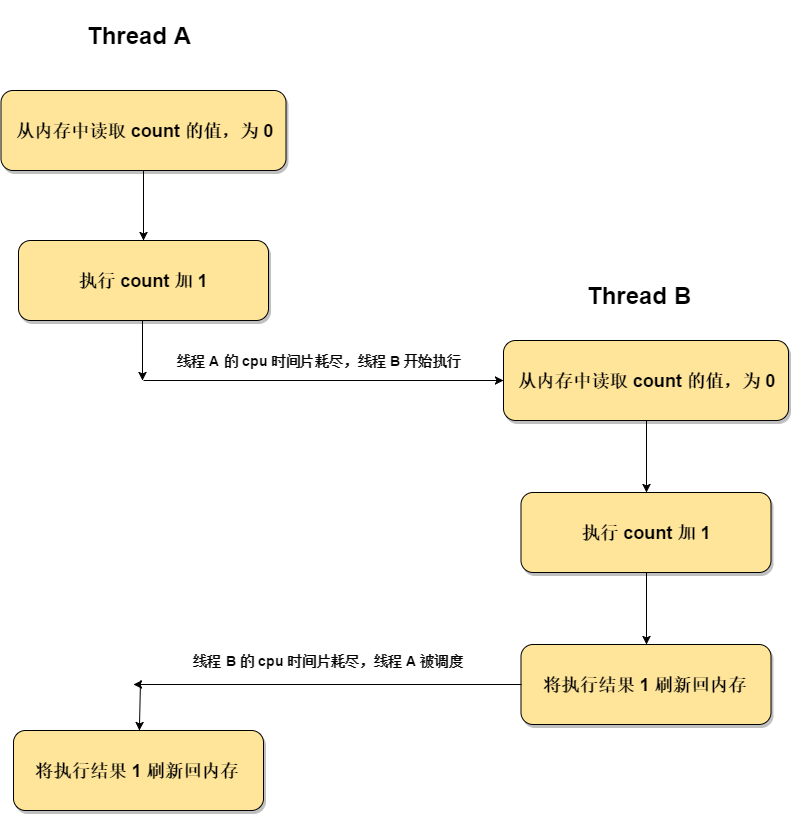 Thread A
从内存中读取 count 的值，为 0
执行 count 加 1
Thread B
线程 A 的 cpu 时间片耗尽，线程 B 开始执行
从内存中读取 count 的值，为 0
执行 count 加 1
将执行结果 1 刷新回内存
线程 B 的 cpu 时间片耗尽，线程 A 被调度
将执行结果 1 刷新回内存